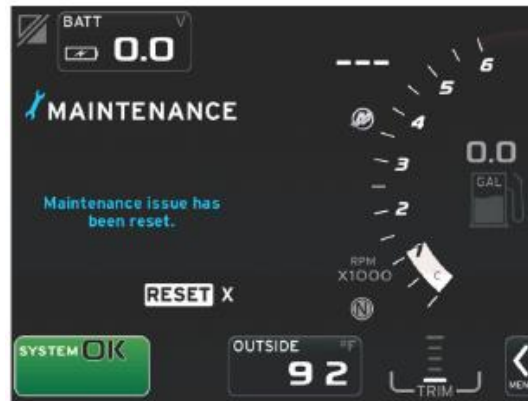 BATT V
0.0
---
MAINTENANCE
Maintenance issue has
been reset.
RESET X
6
5
4
3
2
1
C
RPM
X1000
N
0.0
GAL
SYSTEM OK
OUTSIDE °F
92
TRIM
MEN